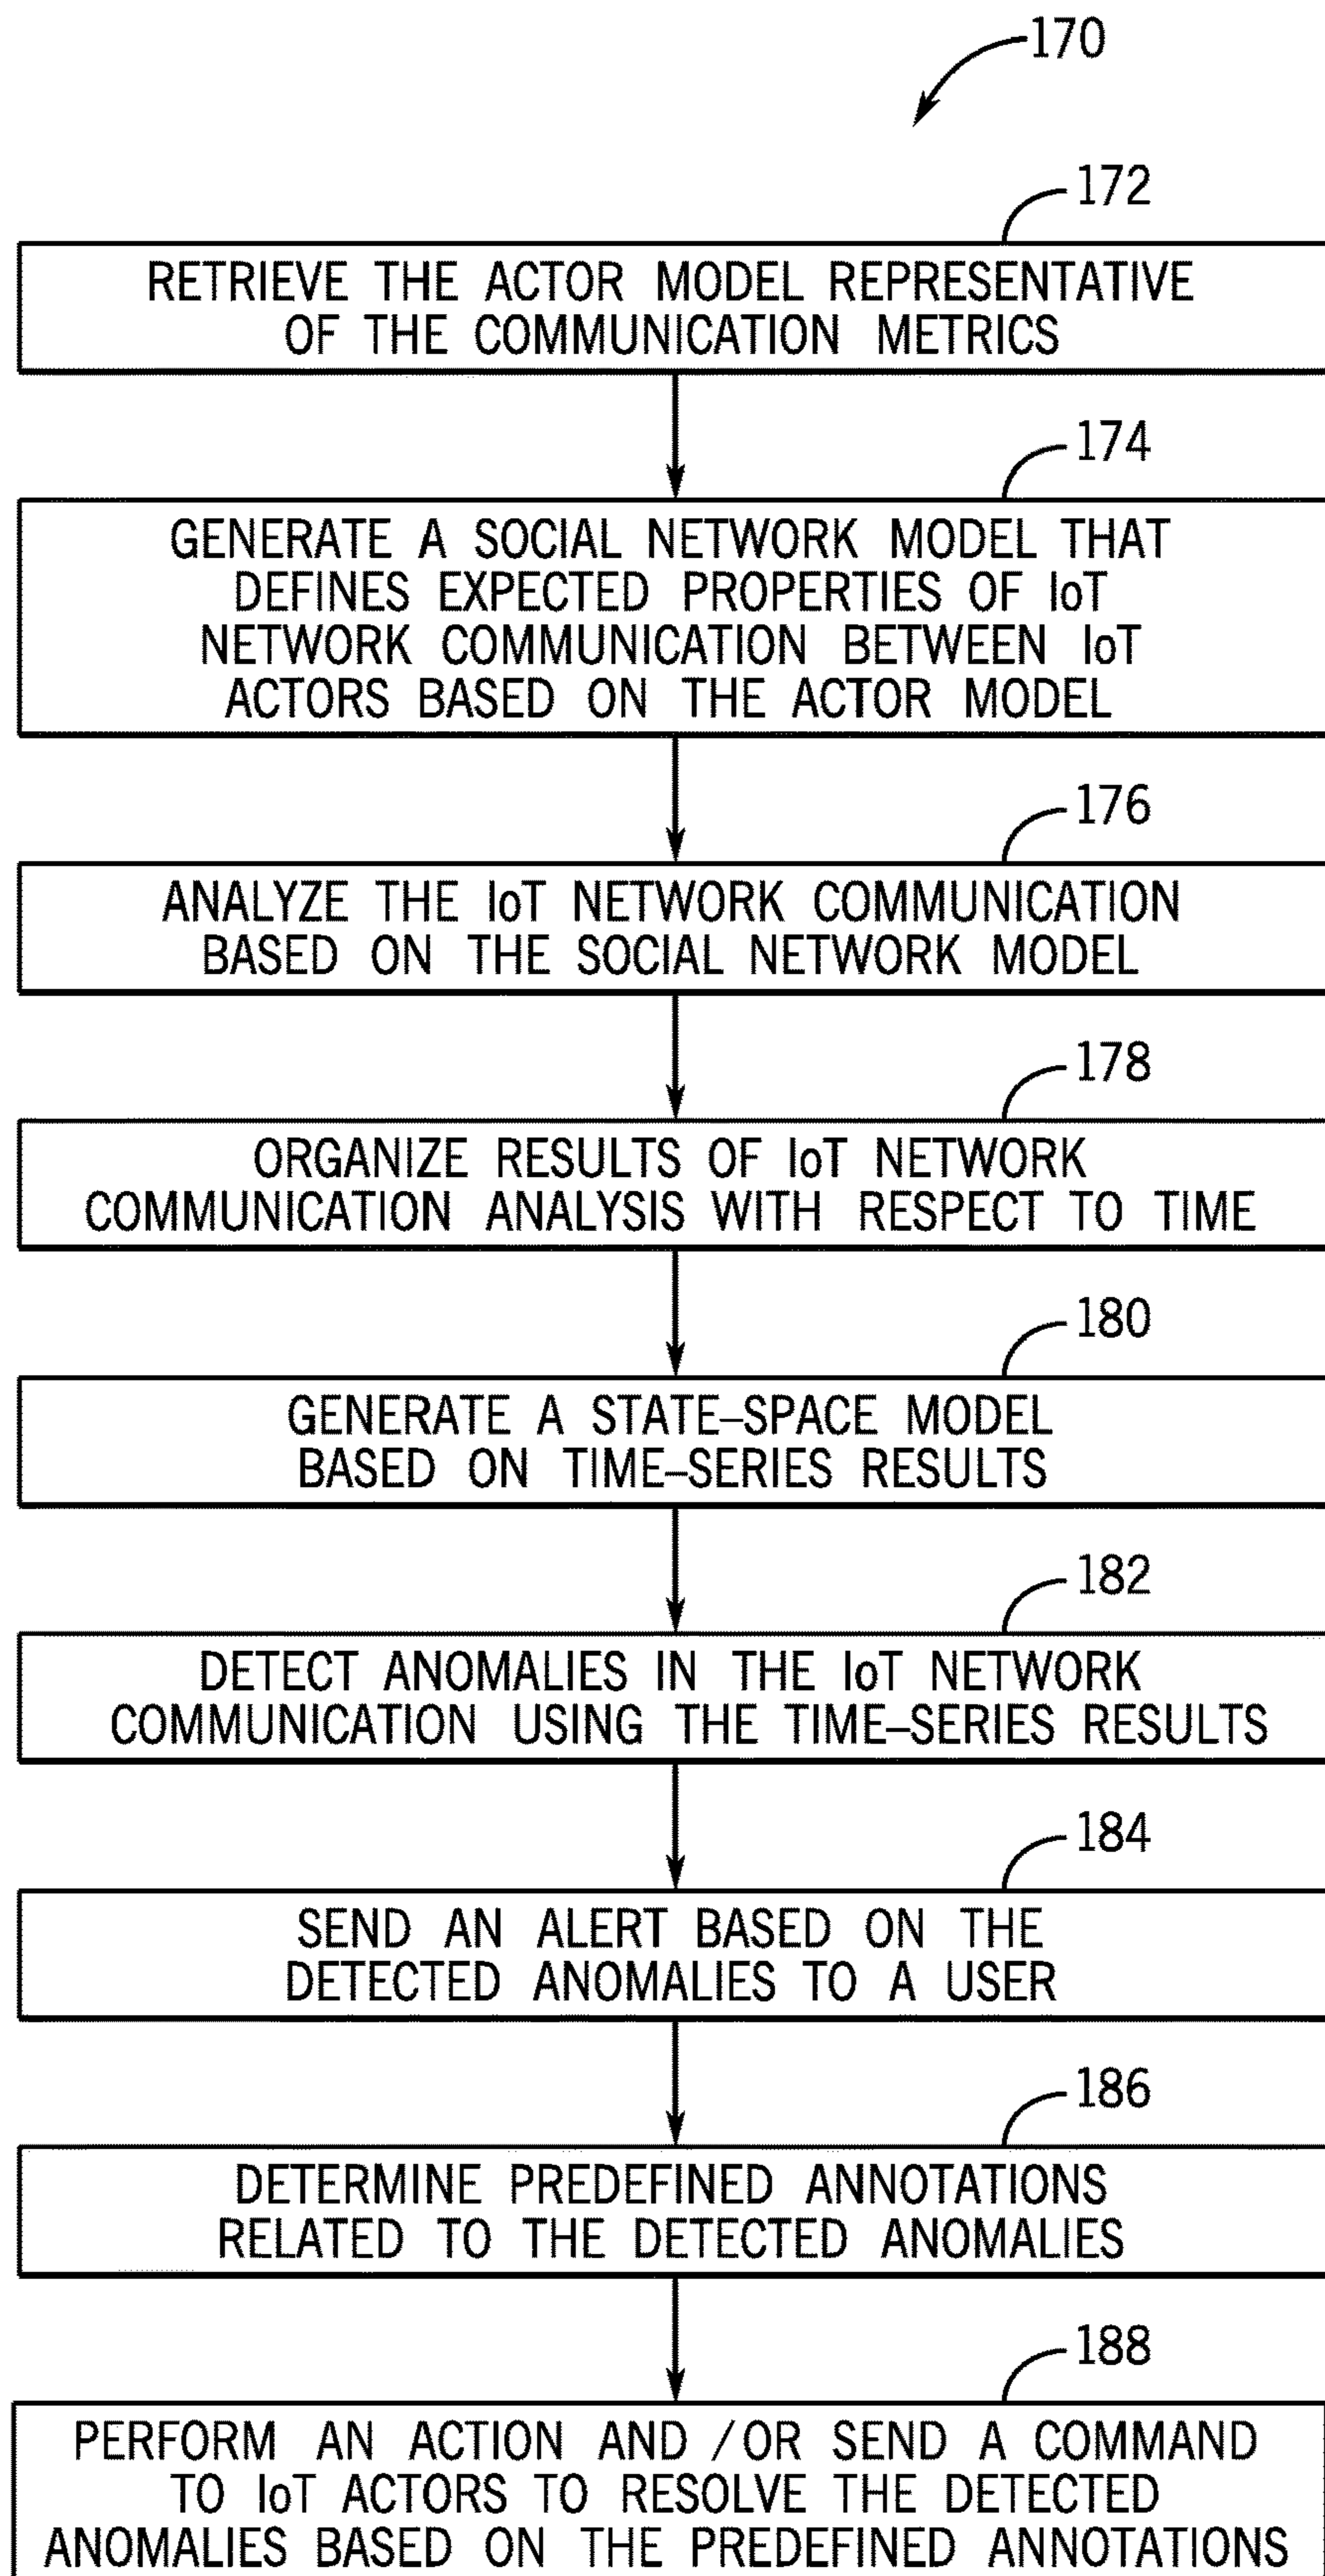 170
172
RETRIEVE THE ACTOR MODEL REPRESENTATIVE
OF THE COMMUNICATION METRICS
174
GENERATE A SOCIAL NETWORK MODEL THAT
DEFINES EXPECTED PROPERTIES OF IoT
NETWORK COMMUNICATION BETWEEN IoT
ACTORS BASED ON THE ACTOR MODEL
176
ANALYZE THE IoT NETWORK COMMUNICATION
BASED ON THE SOCIAL NETWORK MODEL
178
ORGANIZE RESULTS OF IoT NETWORK
COMMUNICATION ANALYSIS WITH RESPECT TO TIME
180
GENERATE A STATE–SPACE MODEL
BASED ON TIME–SERIES RESULTS
182
DETECT ANOMALIES IN THE IoT NETWORK
COMMUNICATION USING THE TIME–SERIES RESULTS
184
SEND AN ALERT BASED ON THE
DETECTED ANOMALIES TO A USER
186
DETERMINE PREDEFINED ANNOTATIONS
RELATED TO THE DETECTED ANOMALIES
188
PERFORM AN ACTION AND /OR SEND A COMMAND
TO IoT ACTORS TO RESOLVE THE DETECTED
ANOMALIES BASED ON THE PREDEFINED ANNOTATIONS